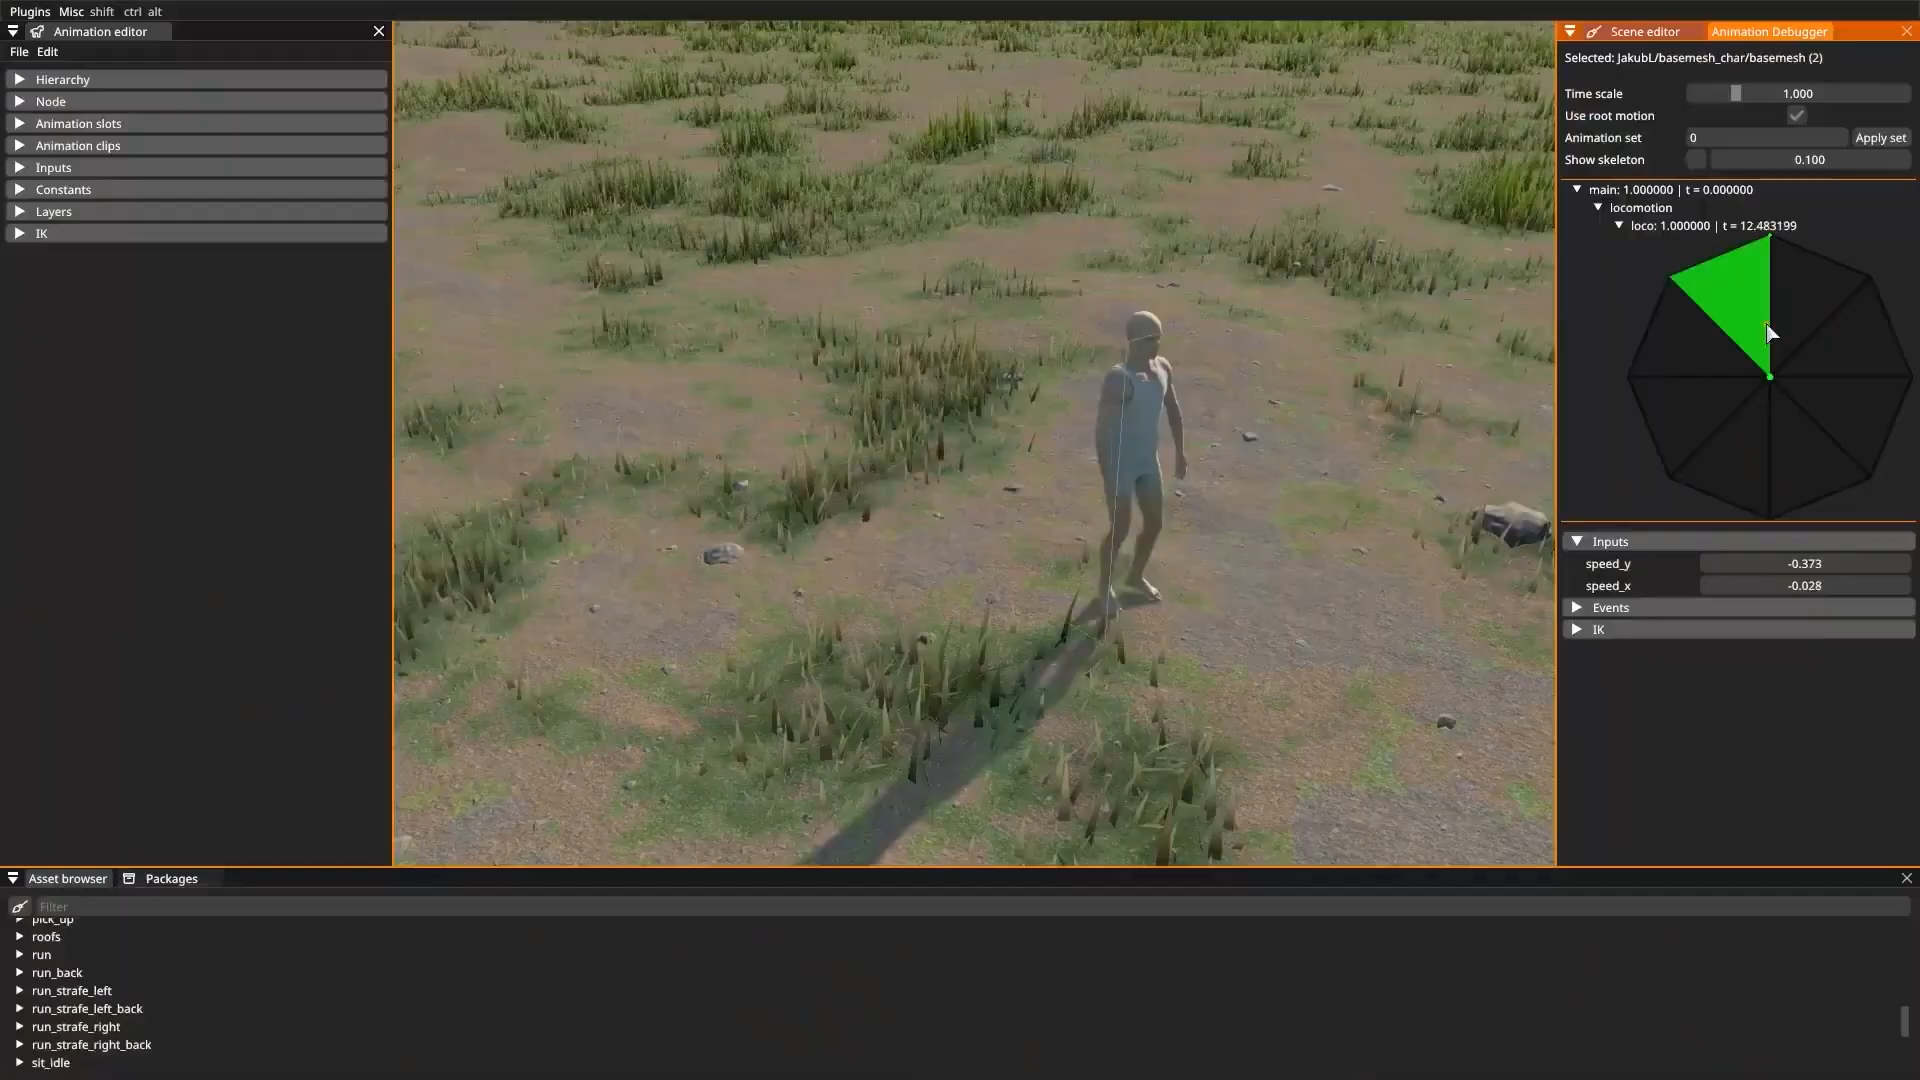 Plugins Misc shift ctrl alt
Animation editor
File Edit
Hierarchy
Node
Animation slots
Animation clips
Inputs
Constants
Layers
IK
Scene editor Animation Debugger
Selected: JakubL/basemesh_char/basemesh (2)
Time scale 1.000
Use root motion
Animation set 0 Apply set
Show skeleton 0.100
main: 1.000000 | t = 0.000000
locomotion
loco: 1.000000 | t = 12.483199
Inputs
speed_y -0.373
speed_x -0.028
Events
IK
Asset browser Packages
Filter
pick_up
roofs
run
run_back
run_strafe_left
run_strafe_left_back
run_strafe_right
run_strafe_right_back
sit_idle